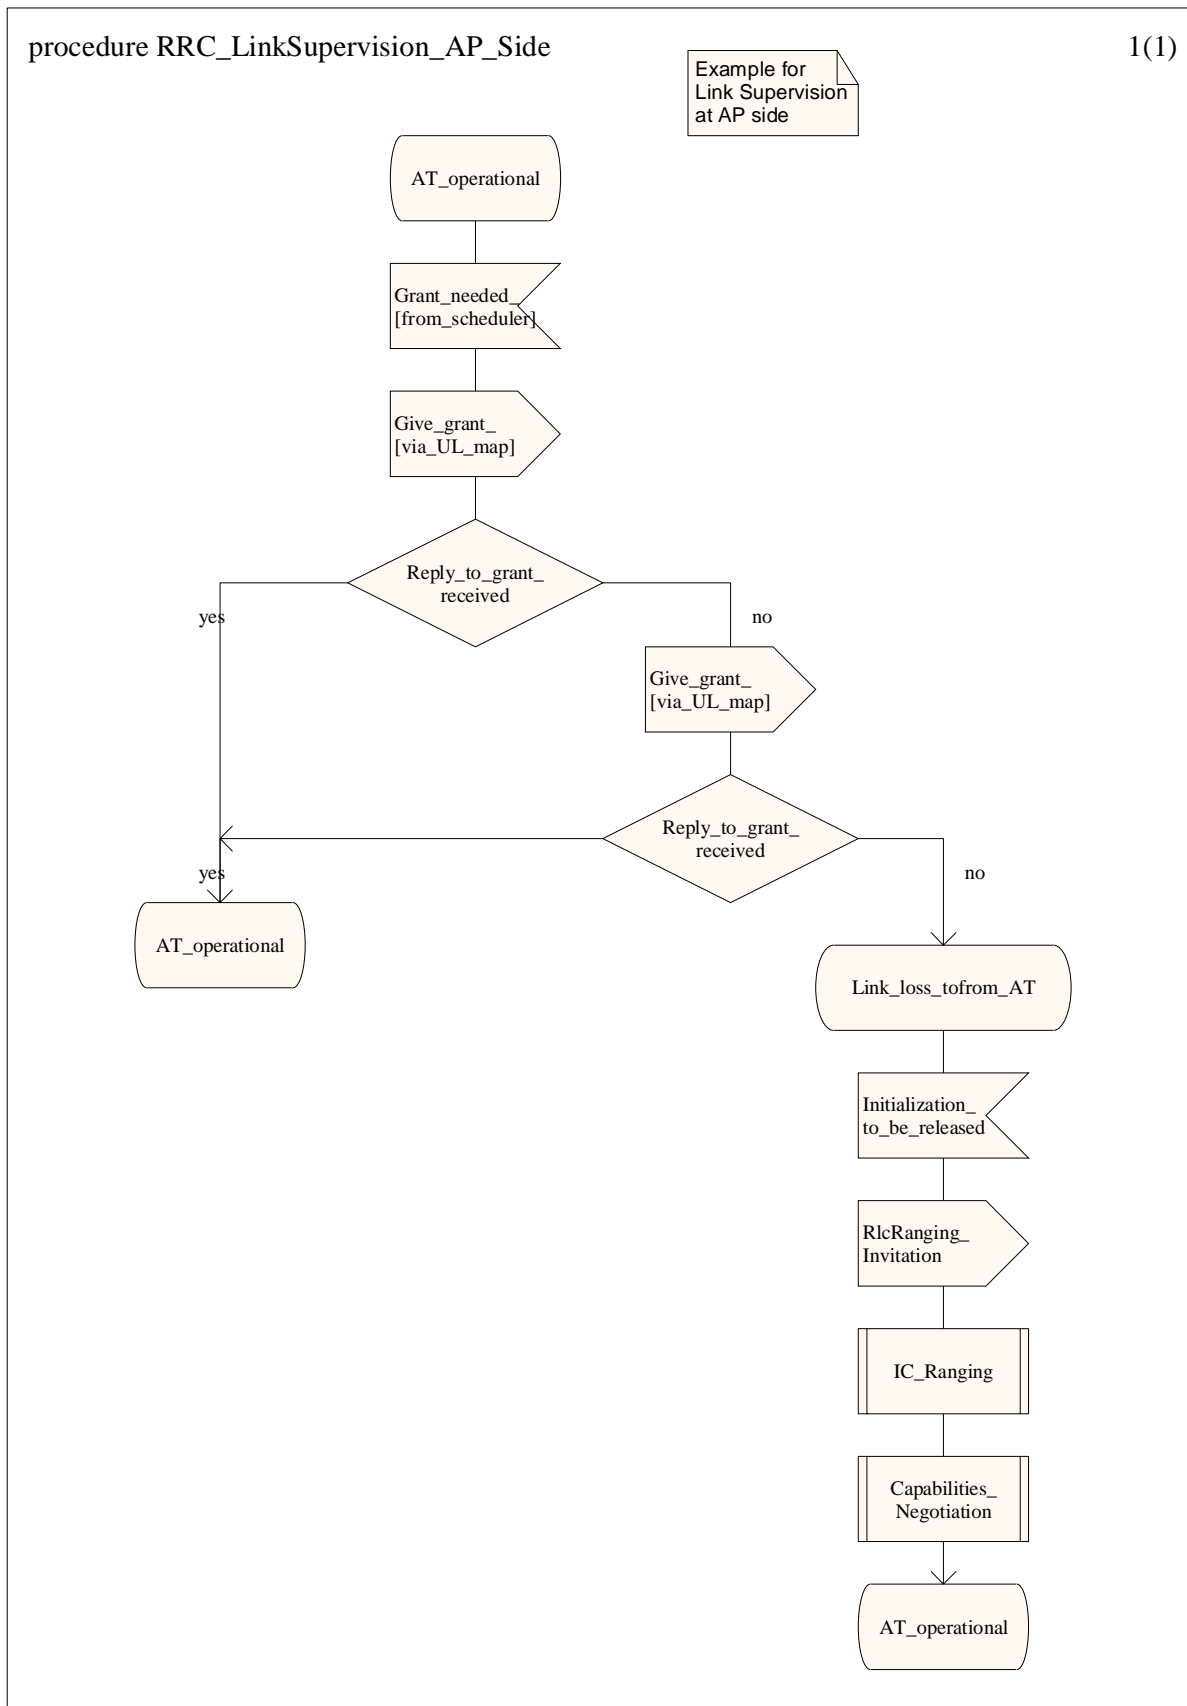 procedure RRC_LinkSupervision_AP_Side
1(1)
Example for
Link Supervision
at AP side
AT_operational
Grant_needed_
[from_scheduler]
Give_grant_
[via_UL_map]
Reply_to_grant_
received
yes
no
Give_grant_
[via_UL_map]
Reply_to_grant_
received
yes
no
AT_operational
Link_loss_tofrom_AT
Initialization_
to_be_released
RlcRanging_
Invitation
IC_Ranging
Capabilities_
Negotiation
AT_operational